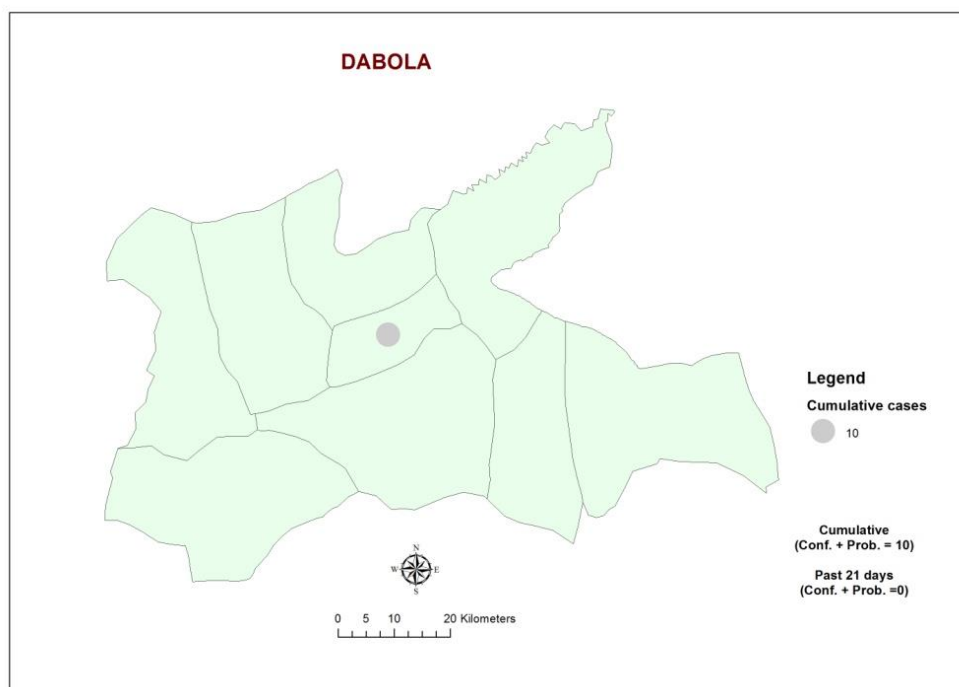 DABOLA
Legend
Cumulative cases
10
Cumulative
(Conf. + Prob. = 10)
Past 21 days
(Conf. + Prob. =0)
N
W E
S
0 5 10 20 Kilometers